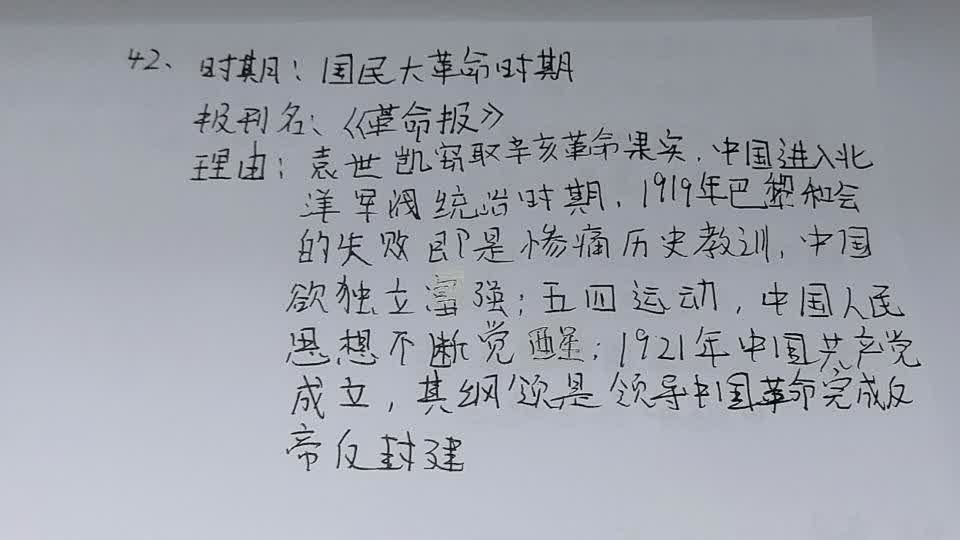 42、时期：国民大革命时期
报刊名：《革命报》
理由：袁世凯窃取辛亥革命果实，中国进入北
洋军阀统治时期，1919年巴黎和会
的失败即是惨痛历史教训，中国
欲独立富强；五四运动，中国人民
思想不断觉醒；1921年中国共产党
成立，其纲领是领导中国革命完成反
帝反封建